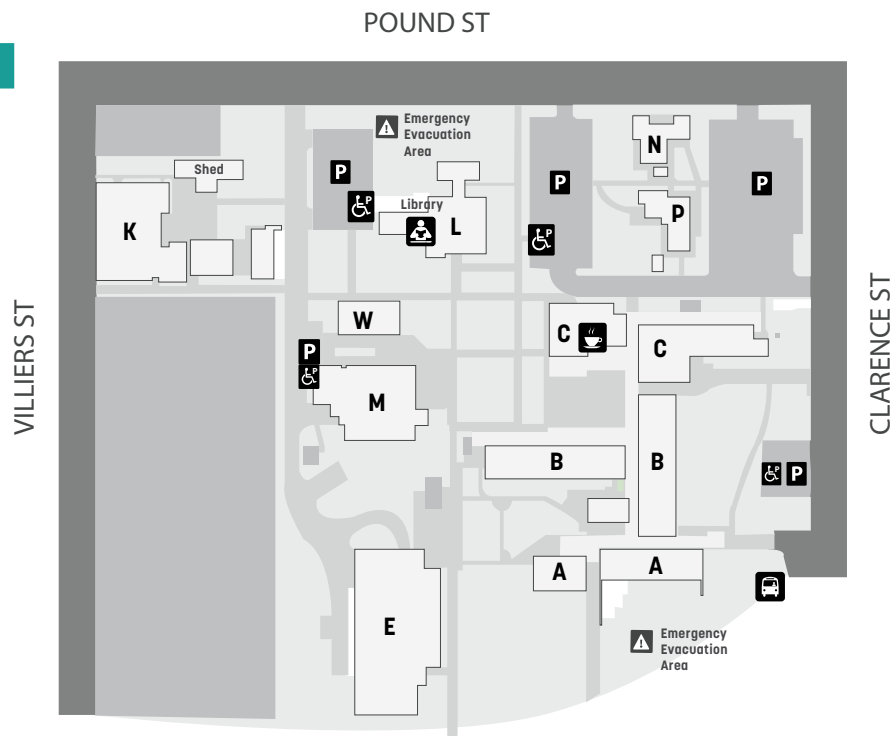 POUND ST
Emergency
Evacuation
Area
N
P
P
P
Shed
P
P
Library
P
K
L
P
VILLIERS ST
CLARENCE ST
W
C
C
P
P
M
B
B
P
P
A
A
E
Emergency
Evacuation
Area